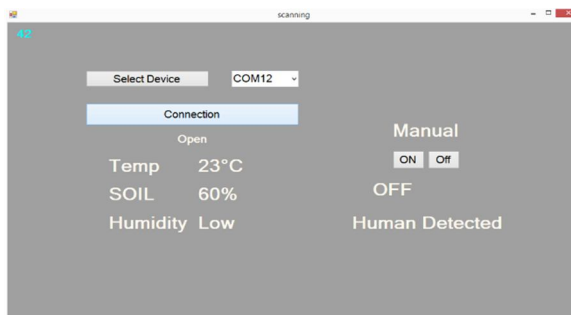 scanning
42
Select Device COM12
Connection
Open
Temp 23°C
SOIL 60%
Humidity Low
Manual
ON Off
OFF
Human Detected